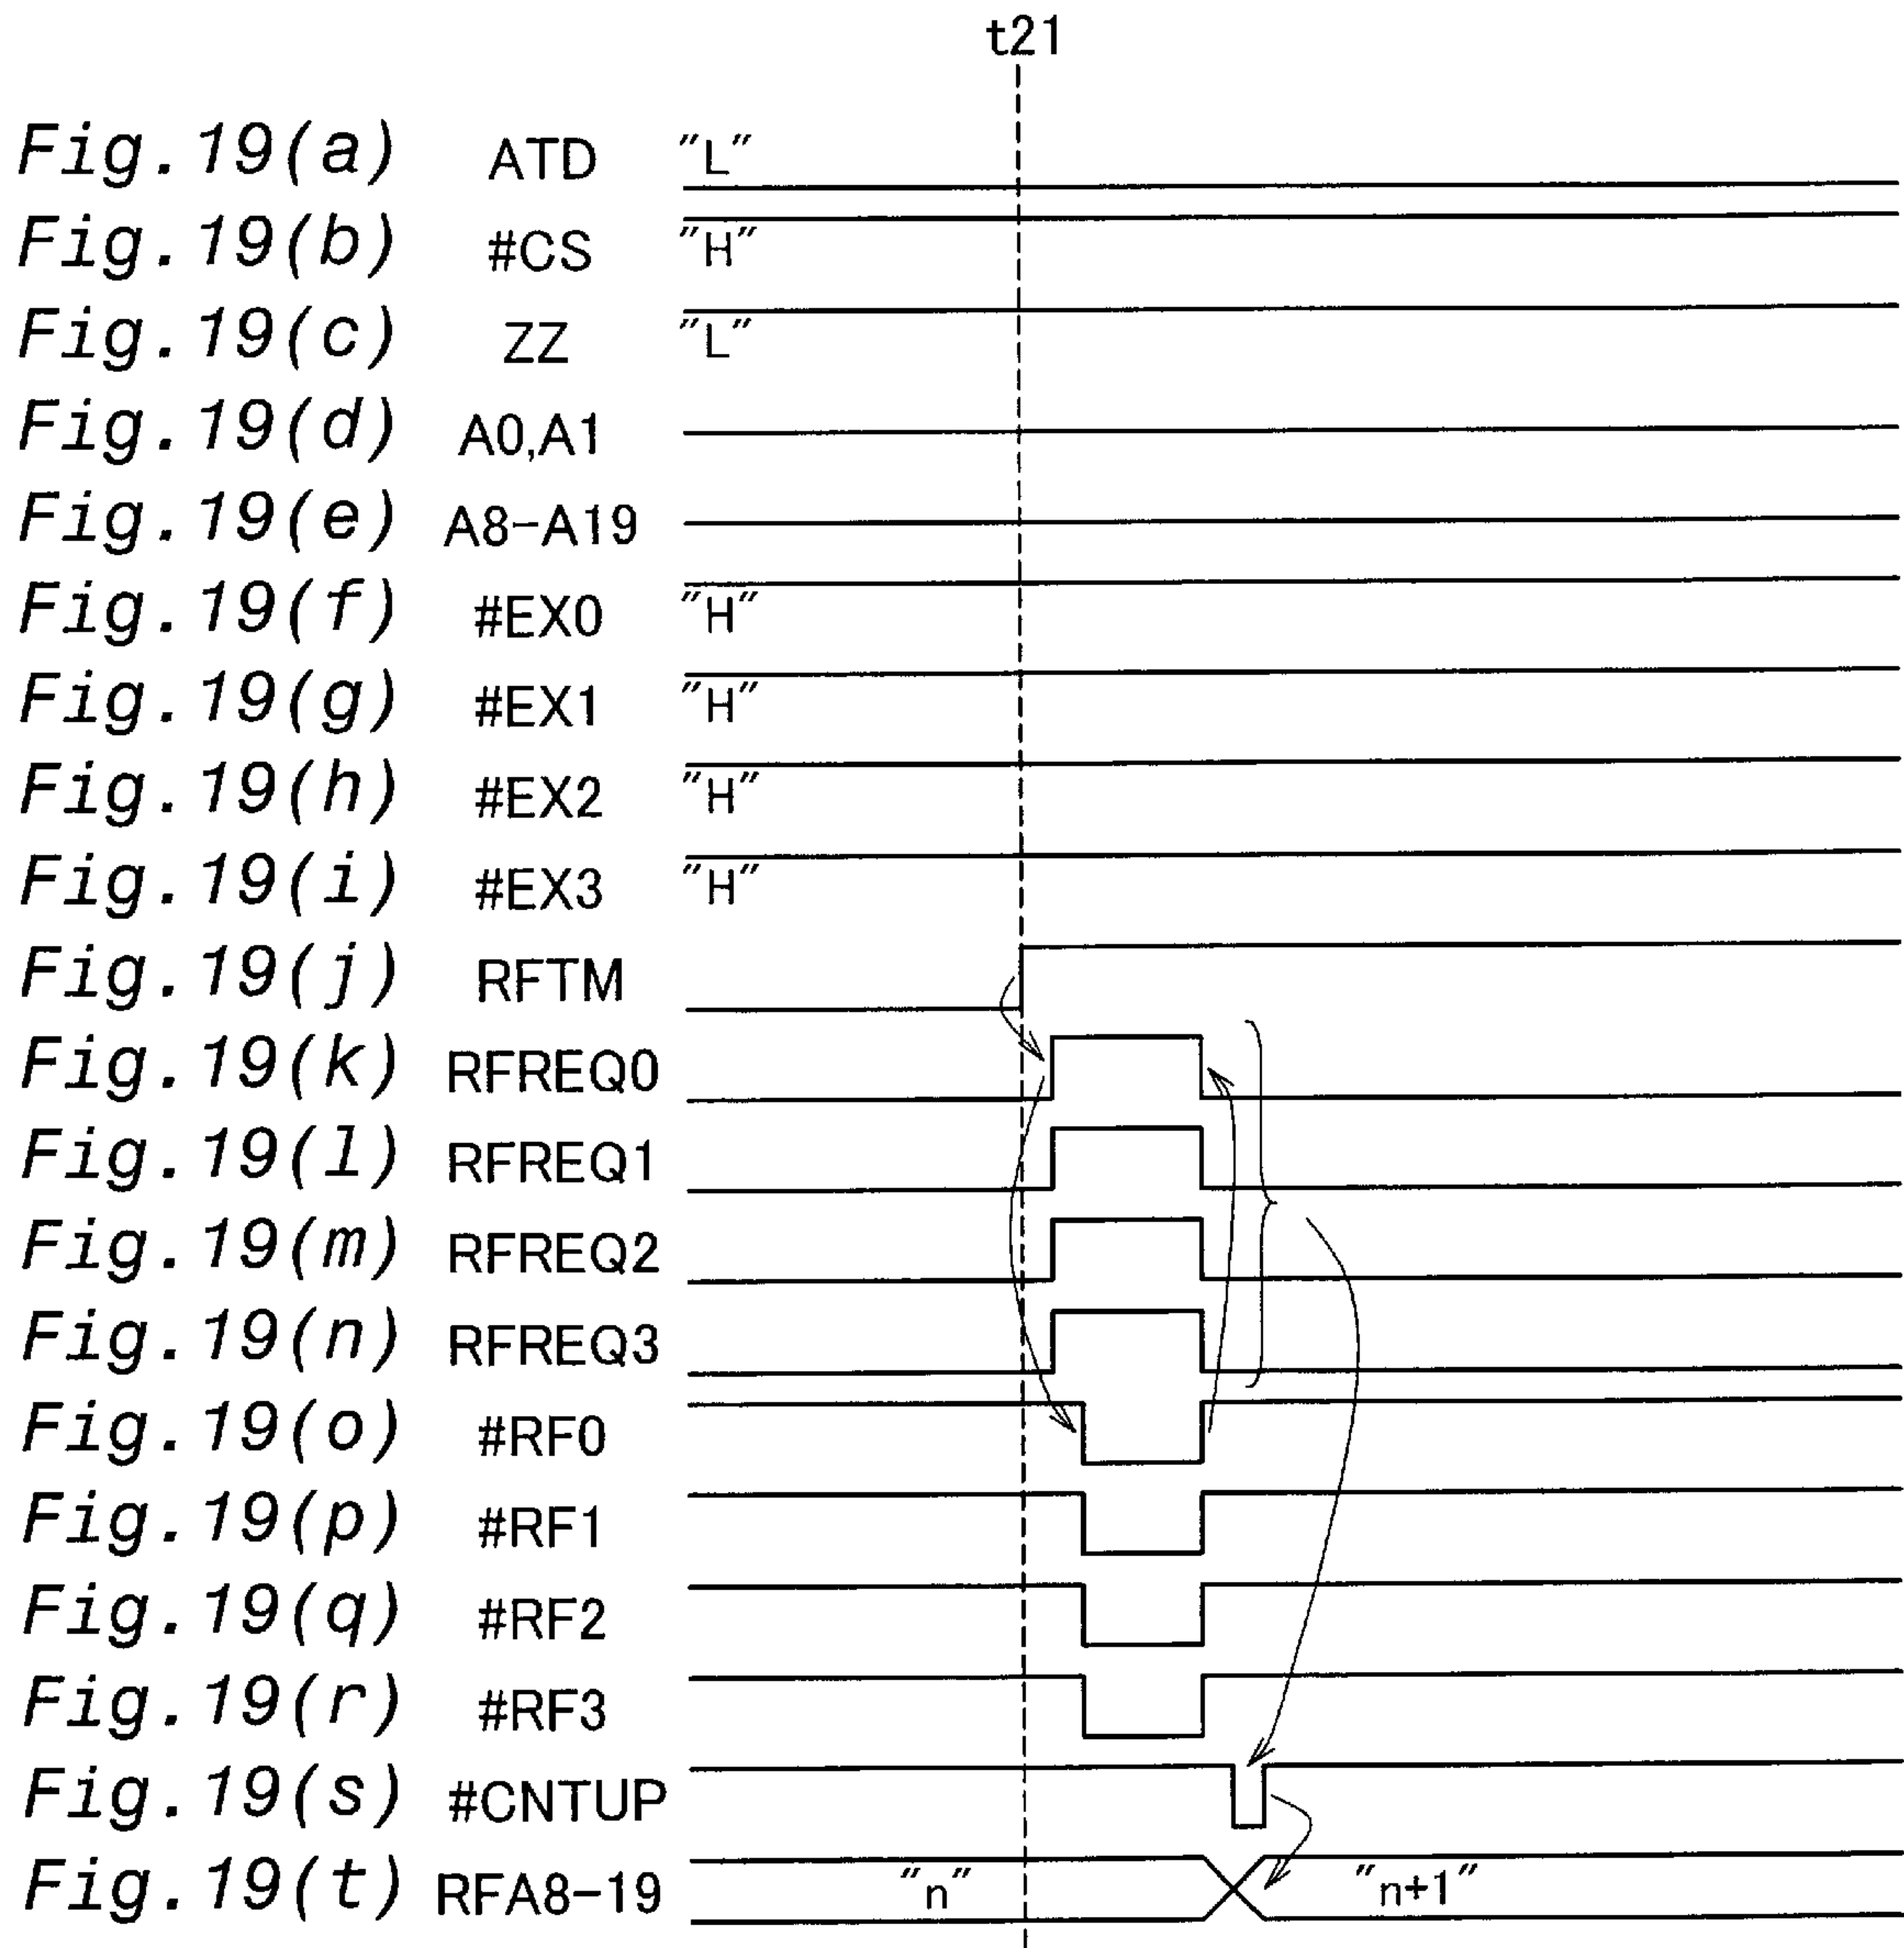 t21
Fig.19(a) ATD "L"
Fig.19(b) #CS "H"
Fig.19(c) ZZ "L"
Fig.19(d) A0,A1
Fig.19(e) A8-A19
Fig.19(f) #EX0 "H"
Fig.19(g) #EX1 "H"
Fig.19(h) #EX2 "H"
Fig.19(i) #EX3 "H"
Fig.19(j) RFTM
Fig.19(k) RFREQ0
Fig.19(l) RFREQ1
Fig.19(m) RFREQ2
Fig.19(n) RFREQ3
Fig.19(o) #RF0
Fig.19(p) #RF1
Fig.19(q) #RF2
Fig.19(r) #RF3
Fig.19(s) #CNTUP
Fig.19(t) RFA8-19 "n" "n+1"